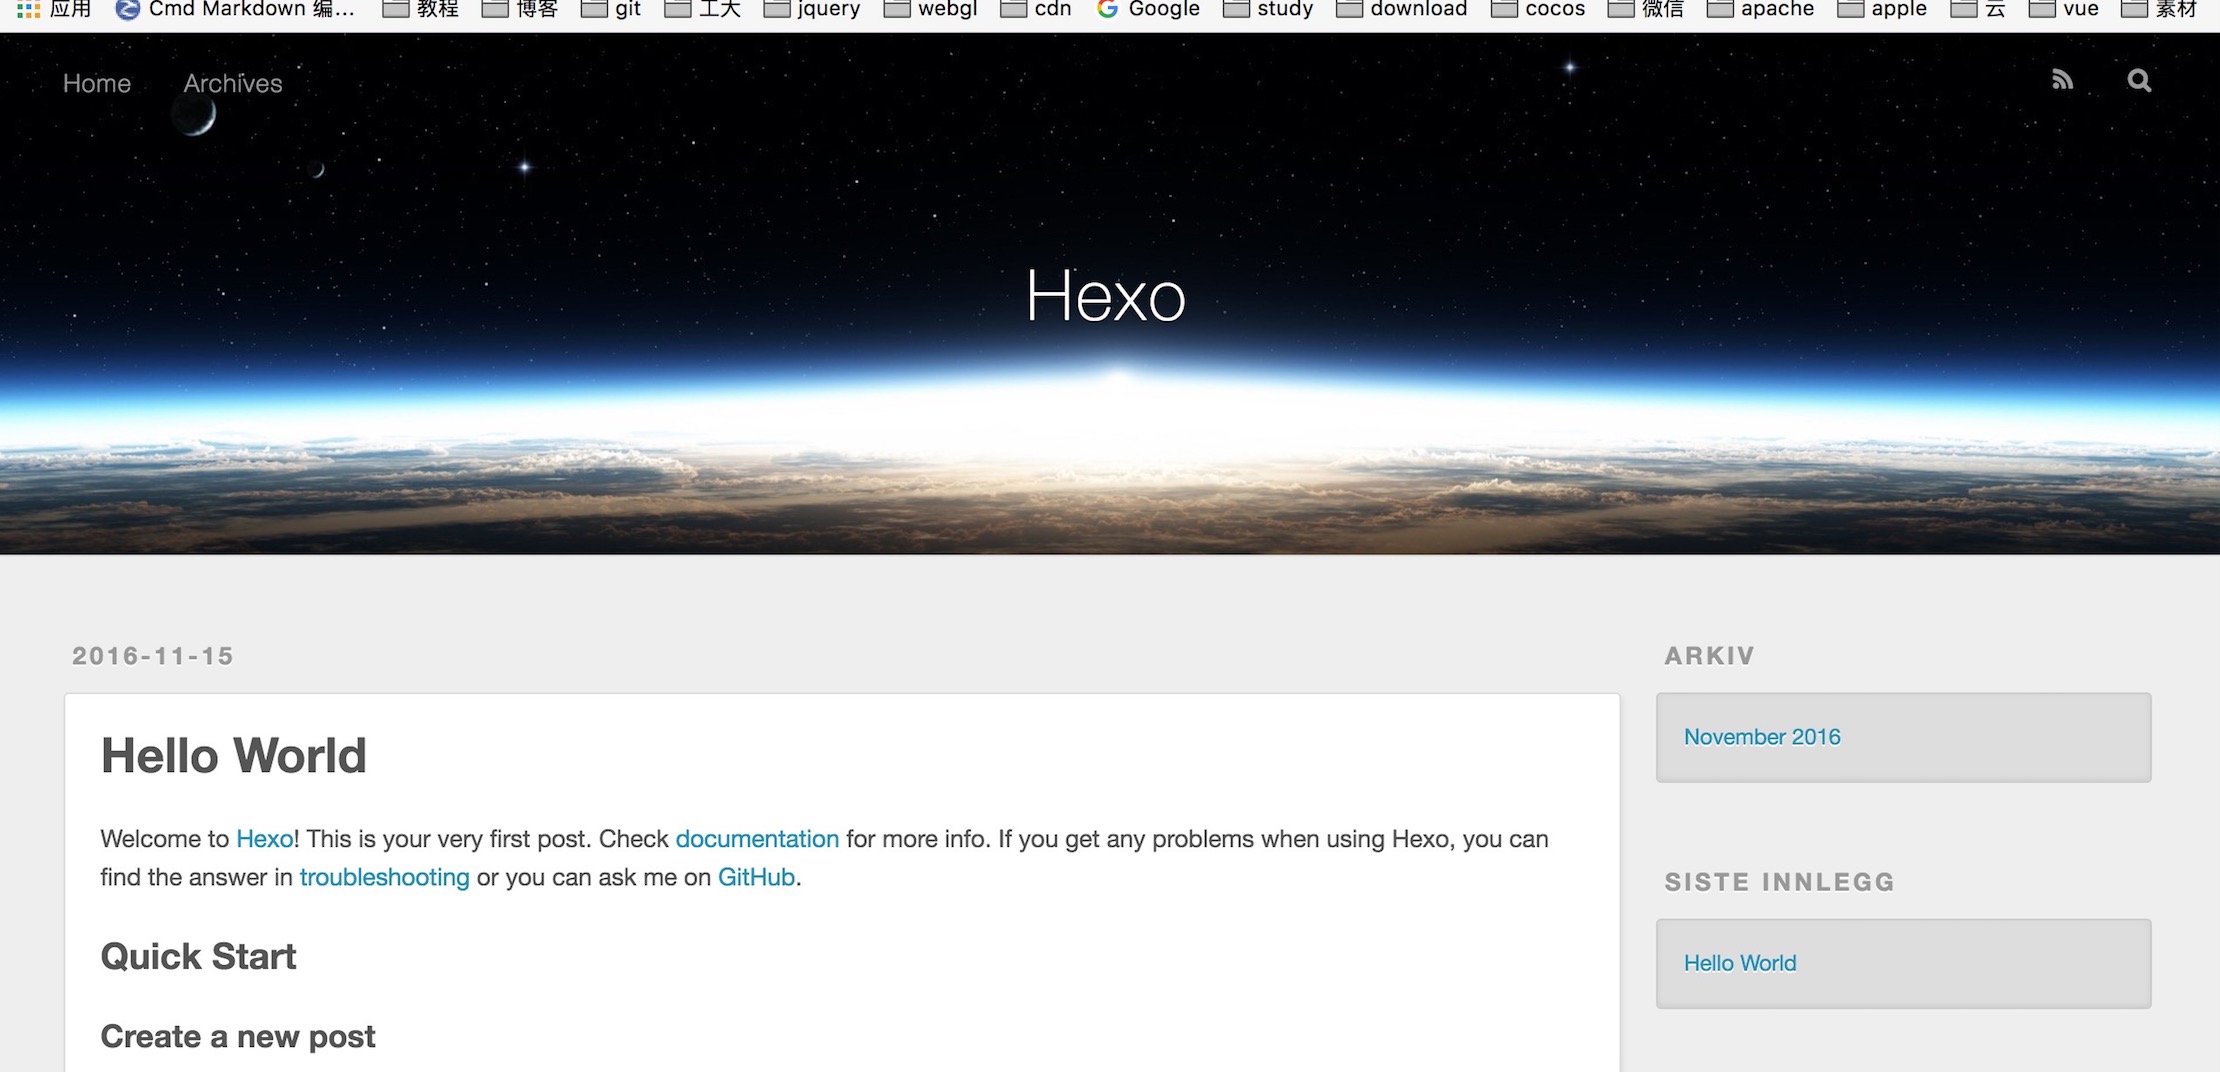 应用 Cmd Markdown 编... 教程 博客 git 工大 jquery webgl cdn Google study download cocos 微信 apache apple 云 vue 素材
Home Archives
Hexo
2016-11-15
Hello World
Welcome to Hexo! This is your very first post. Check documentation for more info. If you get any problems when using Hexo, you can
find the answer in troubleshooting or you can ask me on GitHub.
Quick Start
Create a new post
ARKIV
November 2016
SISTE INNLEGG
Hello World